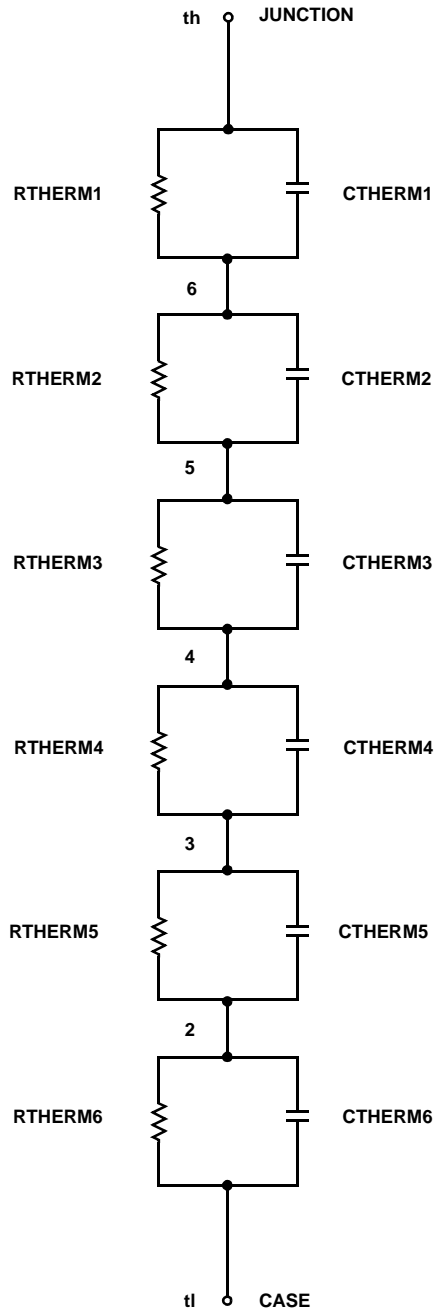 th JUNCTION
RTHERM1 CTHERM1
6
RTHERM2 CTHERM2
5
RTHERM3 CTHERM3
4
RTHERM4 CTHERM4
3
RTHERM5 CTHERM5
2
RTHERM6 CTHERM6
tl CASE